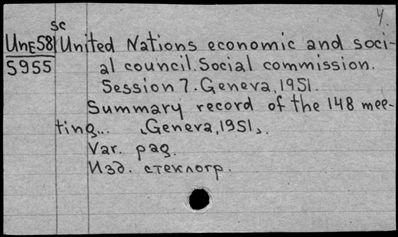 У.
sc
UnE58 United Nations economic and soci-
5955 al council. Social commission.
Session 7. Geneva, 1951.
Summary record of the 148 mee-
ting... [Geneva, 1951].
Var. pag.
Изд. стеклогр.